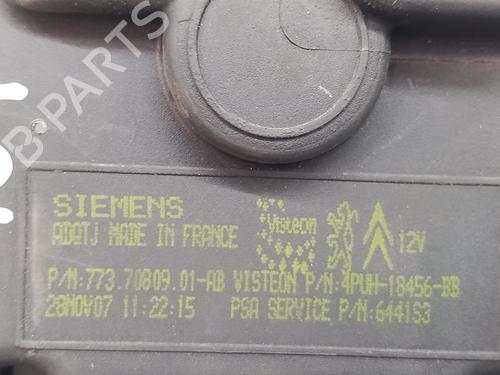 B-PARTS
SIEMENS
ADQTJ MADE IN FRANCE
Visteon
12V
P/N:773.70809.01-AB VISTEON P/N:4PUH-18456-BB
28NOV07 11:22:15 PSA SERVICE P/N:6441S3